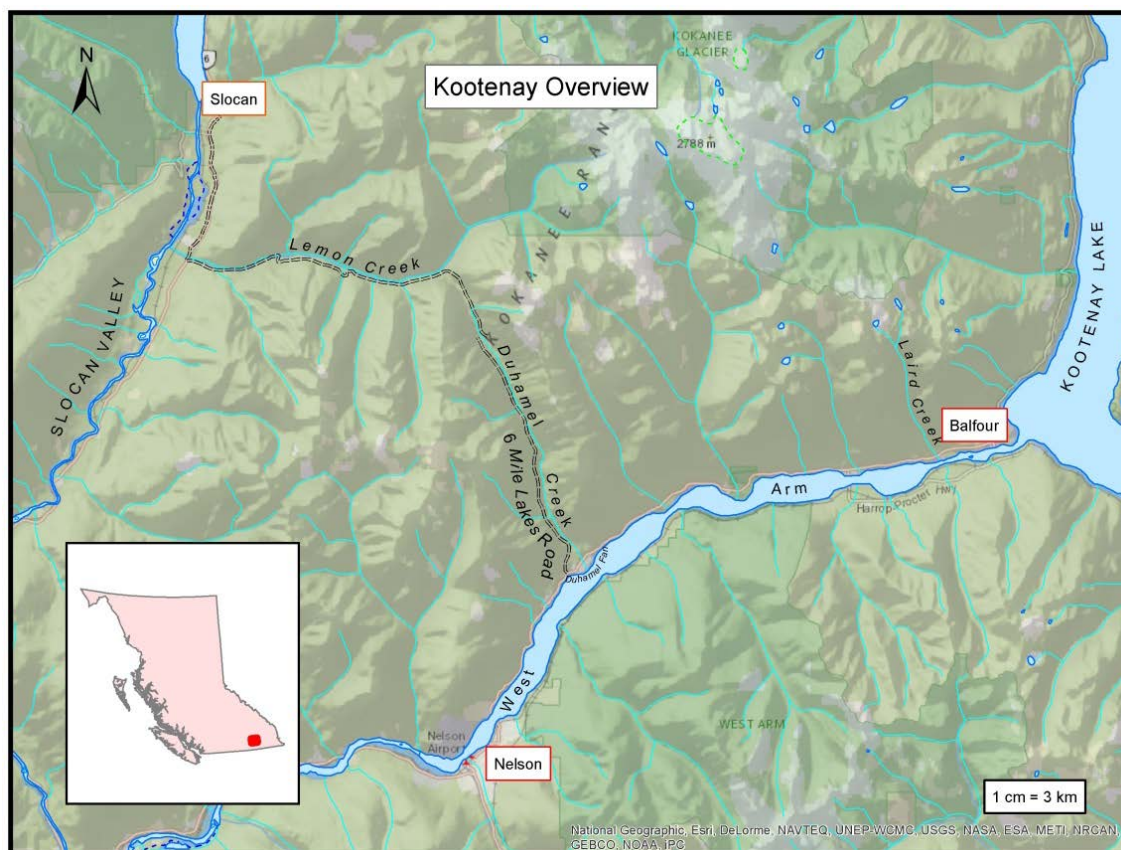 N
6
Slocan
Kootenay Overview
KOKANEE
GLACIER
2788 m
KOKANEE RAN
Lemon Creek
SLOCAN VALLEY
KOOTENAY LAKE
Duhamel Creek
6 Mile Lakes Road
Laird Creek
Balfour
West Arm
Harrop-Procter Hwy
Duhamel Fan
WEST ARM
Nelson
Airport
Nelson
1 cm = 3 km
National Geographic, Esri, DeLorme, NAVTEQ, UNEP-WCMC, USGS, NASA, ESA, METI, NRCAN,
GEBCO, NOAA, iPC